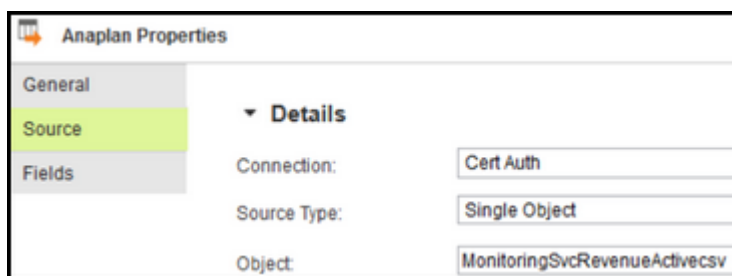 Anaplan Properties
General
Source
Fields
Details
Connection: Cert Auth
Source Type: Single Object
Object: MonitoringSvcRevenueActivecsv